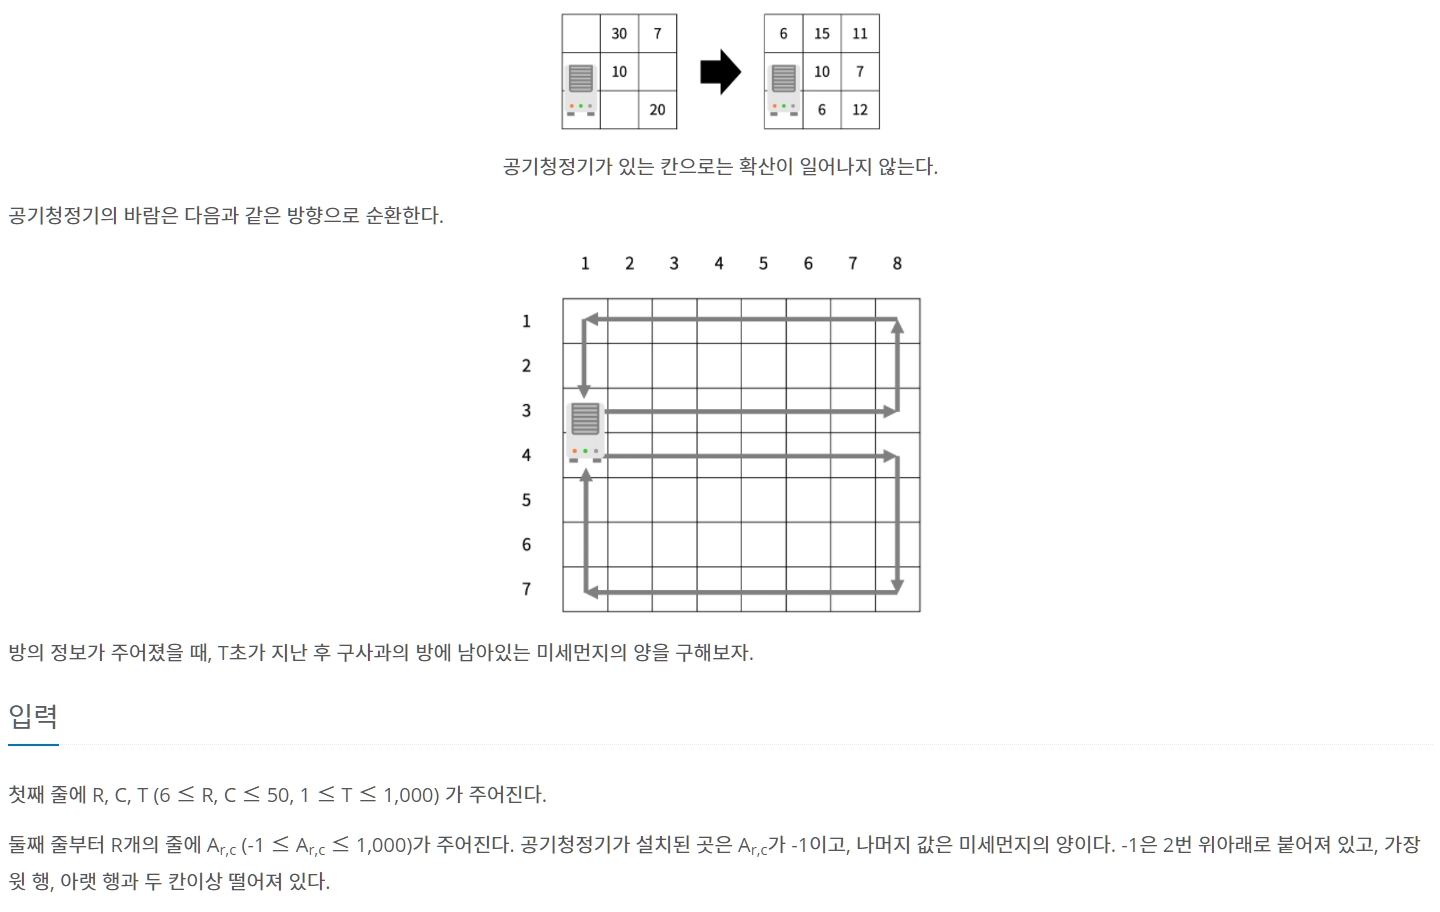 30 7
10
20
6 15 11
10 7
6 12
공기청정기가 있는 칸으로는 확산이 일어나지 않는다.
공기청정기의 바람은 다음과 같은 방향으로 순환한다.
1 2 3 4 5 6 7 8
1
2
3
4
5
6
7
방의 정보가 주어졌을 때, T초가 지난 후 구사과의 방에 남아있는 미세먼지의 양을 구해보자.
입력
첫째 줄에 R, C, T (6 ≤ R, C ≤ 50, 1 ≤ T ≤ 1,000) 가 주어진다.
둘째 줄부터 R개의 줄에 Ar,c (-1 ≤ Ar,c ≤ 1,000)가 주어진다. 공기청정기가 설치된 곳은 Ar,c가 -1이고, 나머지 값은 미세먼지의 양이다. -1은 2번 위아래로 붙어져 있고, 가장
윗 행, 아랫 행과 두 칸이상 떨어져 있다.